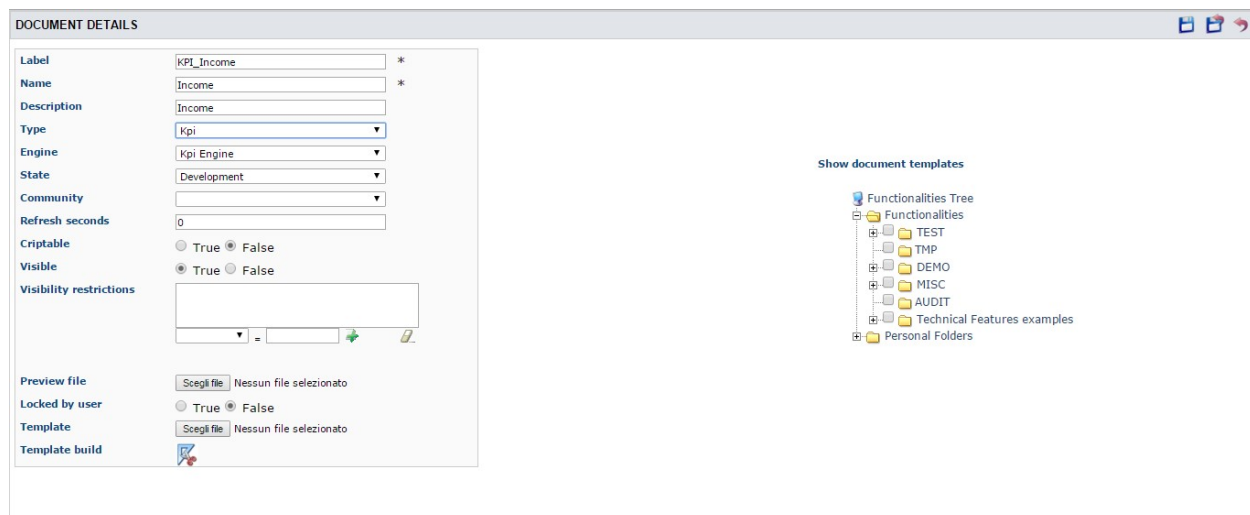 DOCUMENT DETAILS
Label KPI_Income *
Name Income *
Description Income
Type Kpi
Engine Kpi Engine
State Development
Community
Refresh seconds 0
Criptable True False
Visible True False
Visibility restrictions
=
Preview file Scegli file Nessun file selezionato
Locked by user True False
Template Scegli file Nessun file selezionato
Template build
Show document templates
Functionalities Tree
Functionalities
TEST
TMP
DEMO
MISC
AUDIT
Technical Features examples
Personal Folders